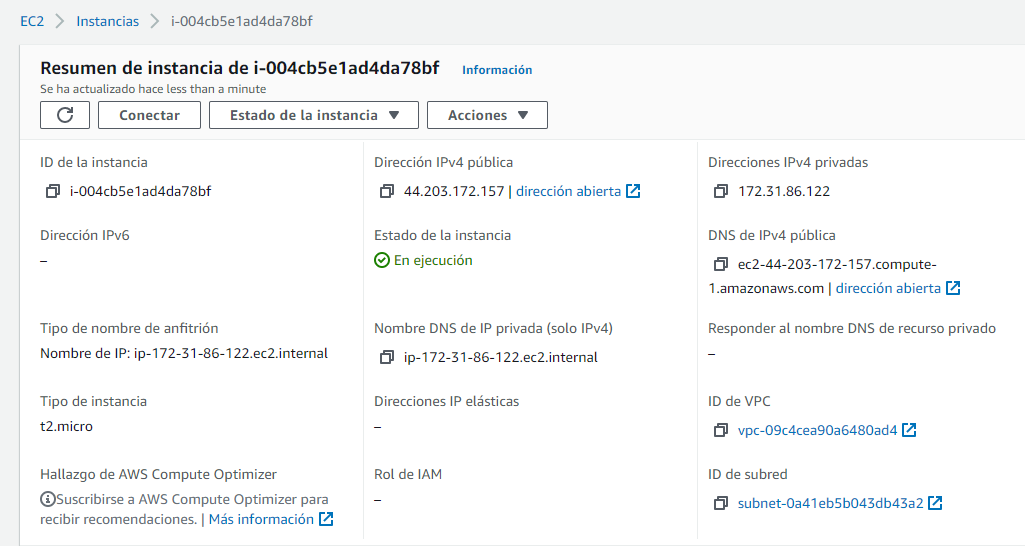 EC2 > Instancias > i-004cb5e1ad4da78bf
Resumen de instancia de i-004cb5e1ad4da78bf Información
Se ha actualizado hace less than a minute
Conectar
Estado de la instancia
Acciones
ID de la instancia
i-004cb5e1ad4da78bf
Dirección IPv4 pública
44.203.172.157 | dirección abierta
Direcciones IPv4 privadas
172.31.86.122
Dirección IPv6
–
Estado de la instancia
En ejecución
DNS de IPv4 pública
ec2-44-203-172-157.compute-
1.amazonaws.com | dirección abierta
Tipo de nombre de anfitrión
Nombre de IP: ip-172-31-86-122.ec2.internal
Nombre DNS de IP privada (solo IPv4)
ip-172-31-86-122.ec2.internal
Responder al nombre DNS de recurso privado
–
Tipo de instancia
t2.micro
Direcciones IP elásticas
–
ID de VPC
vpc-09c4cea90a6480ad4
Hallazgo de AWS Compute Optimizer
Suscribirse a AWS Compute Optimizer para
recibir recomendaciones. | Más información
Rol de IAM
–
ID de subred
subnet-0a41eb5b043db43a2